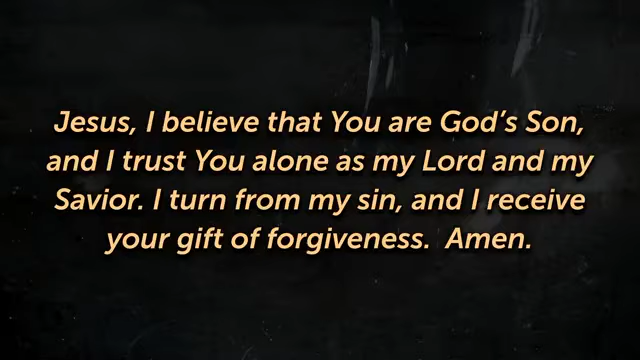 Jesus, I believe that You are God’s Son,
and I trust You alone as my Lord and my
Savior. I turn from my sin, and I receive
your gift of forgiveness.  Amen.